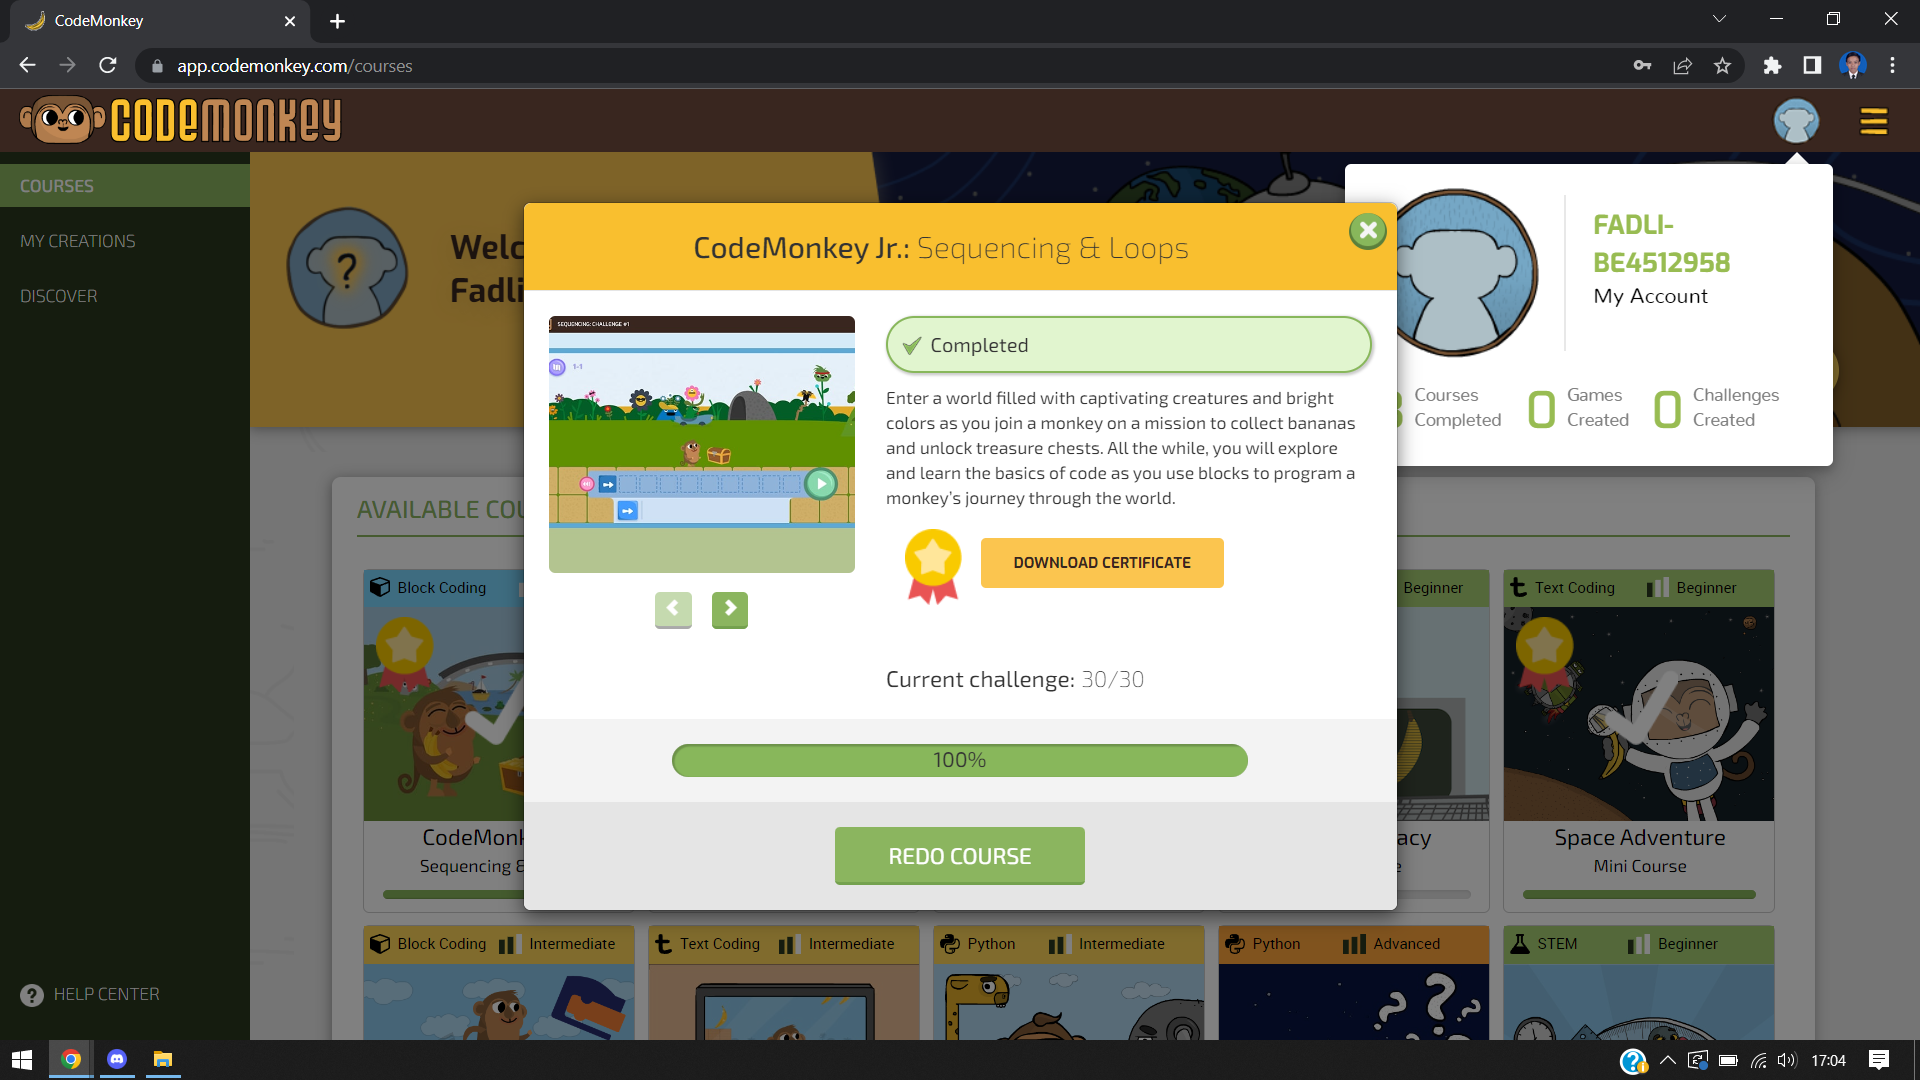 CodeMonkey
app.codemonkey.com/courses
CODEMONKEY
COURSES
MY CREATIONS
DISCOVER
HELP CENTER
Welc
Fadli
FADLI-
BE4512958
My Account
Courses
Completed
0 Games
Created
0 Challenges
Created
CodeMonkey Jr.: Sequencing & Loops
SEQUENCING: CHALLENGE #1
1-1
Completed
Enter a world filled with captivating creatures and bright
colors as you join a monkey on a mission to collect bananas
and unlock treasure chests. All the while, you will explore
and learn the basics of code as you use blocks to program a
monkey's journey through the world.
DOWNLOAD CERTIFICATE
Current challenge: 30/30
100%
REDO COURSE
AVAILABLE COU
Block Coding
Beginner
Text Coding Beginner
CodeMonk
Sequencing &
acy
Space Adventure
Mini Course
Block Coding Intermediate
Text Coding Intermediate
Python Intermediate
Python Advanced
STEM Beginner
17:04